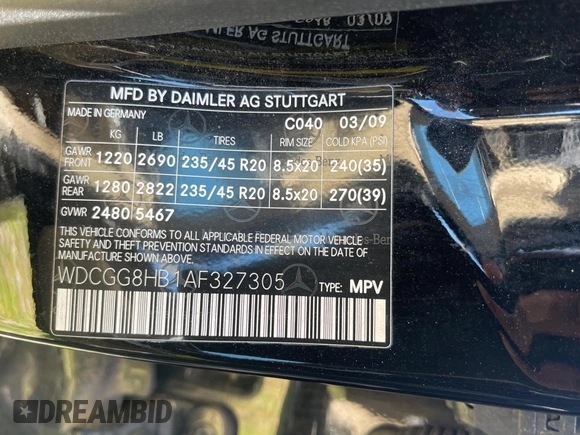 MFD BY DAIMLER AG STUTTGART
MADE IN GERMANY C040 03/09
KG LB TIRES RIM SIZE COLD KPA (PSI)
GAWR FRONT 1220 2690 235/45 R20 8.5x20 240(35)
GAWR REAR 1280 2822 235/45 R20 8.5x20 270(39)
GVWR 2480 5467
THIS VEHICLE CONFORMS TO ALL APPLICABLE FEDERAL MOTOR VEHICLE
SAFETY AND THEFT PREVENTION STANDARDS IN EFFECT ON THE DATE
OF MANUFACTURE SHOWN ABOVE.
WDCGG8HB1AF327305 TYPE: MPV
DREAMBID